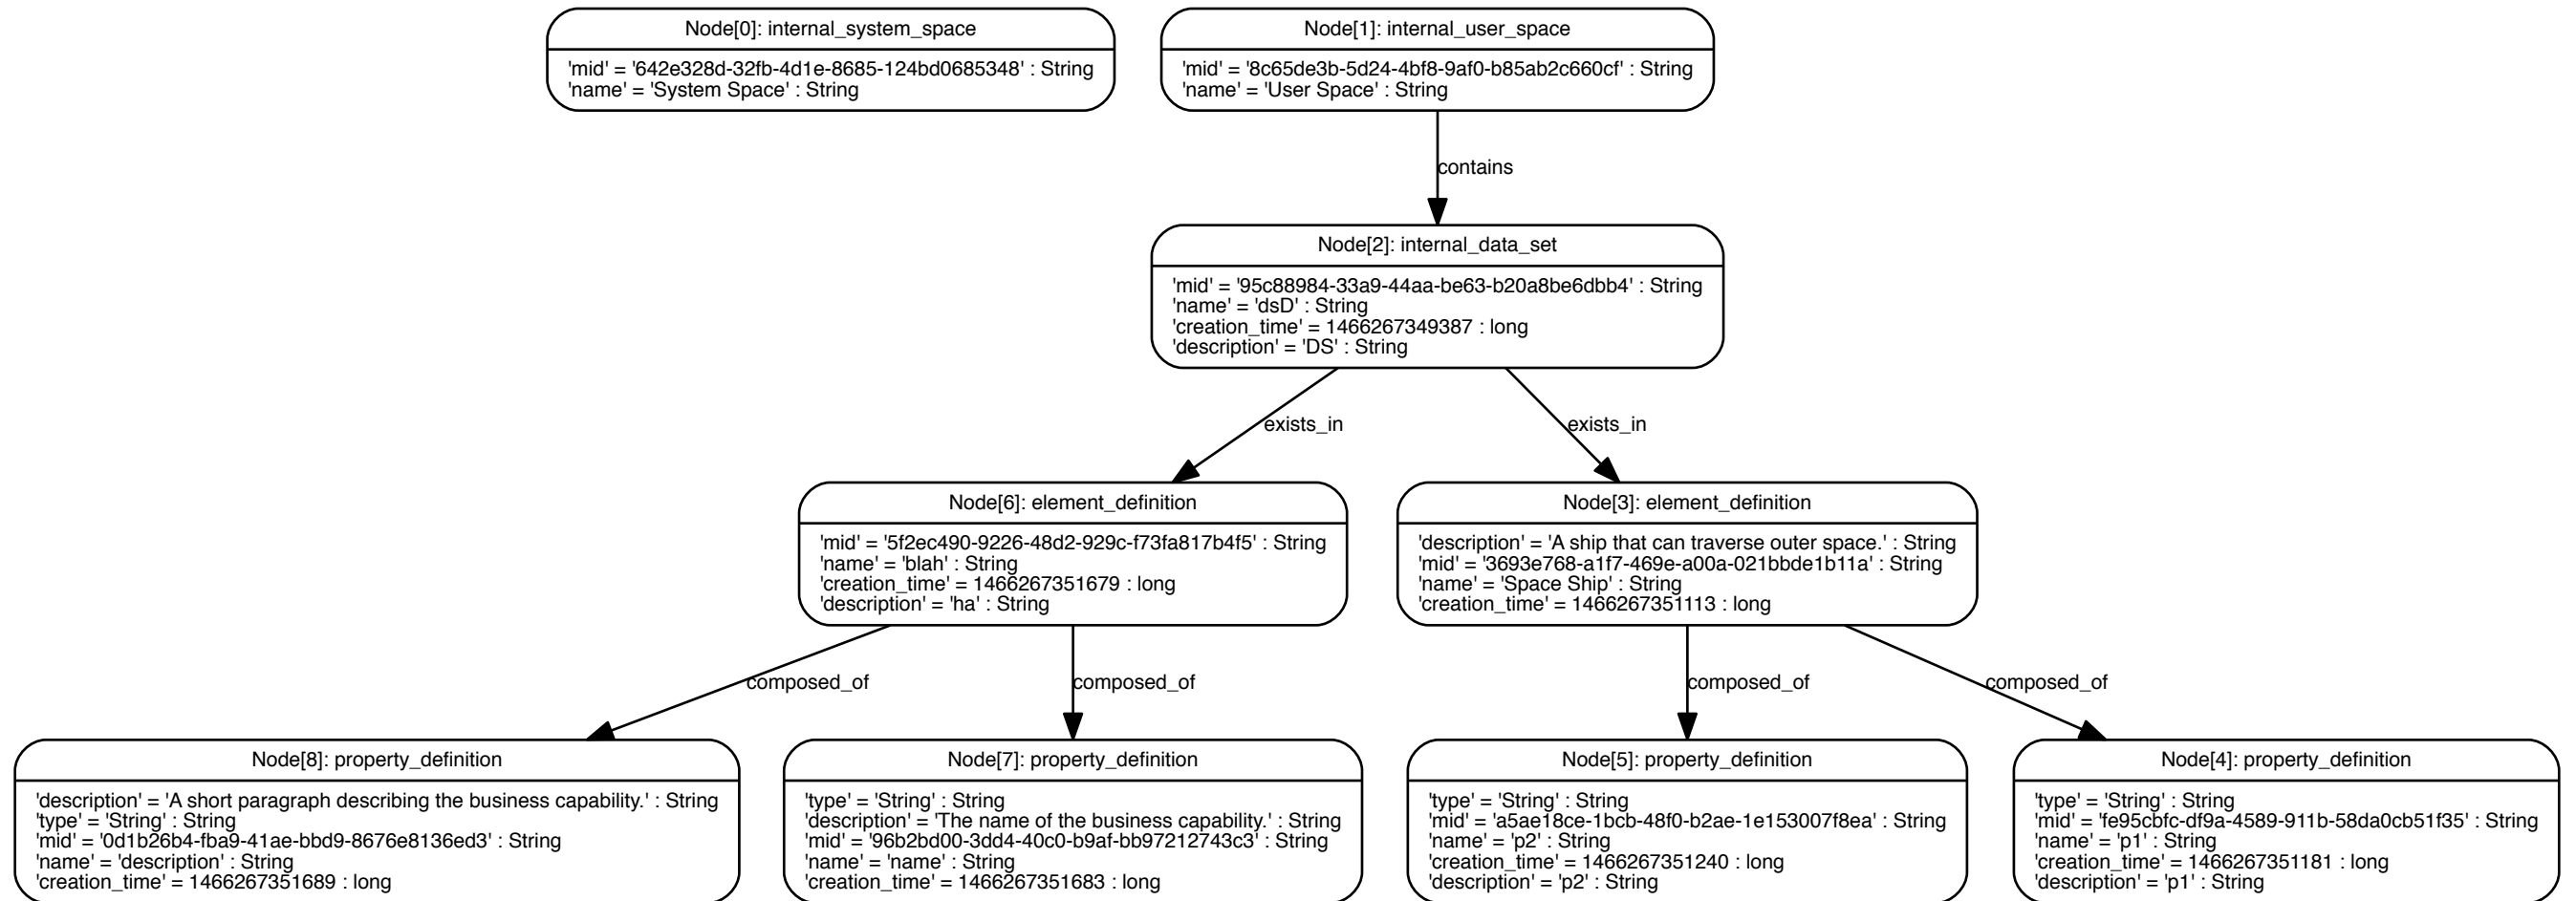 Node[0]: internal_system_space
'mid' = '642e328d-32fb-4d1e-8685-124bd0685348' : String
'name' = 'System Space' : String
Node[1]: internal_user_space
'mid' = '8c65de3b-5d24-4bf8-9af0-b85ab2c660cf' : String
'name' = 'User Space' : String
contains
Node[2]: internal_data_set
'mid' = '95c88984-33a9-44aa-be63-b20a8be6dbb4' : String
'name' = 'dsD' : String
'creation_time' = 1466267349387 : long
'description' = 'DS' : String
exists_in
exists_in
Node[6]: element_definition
'mid' = '5f2ec490-9226-48d2-929c-f73fa817b4f5' : String
'name' = 'blah' : String
'creation_time' = 1466267351679 : long
'description' = 'ha' : String
Node[3]: element_definition
'description' = 'A ship that can traverse outer space.' : String
'mid' = '3693e768-a1f7-469e-a00a-021bbde1b11a' : String
'name' = 'Space Ship' : String
'creation_time' = 1466267351113 : long
composed_of
composed_of
composed_of
composed_of
Node[8]: property_definition
'description' = 'A short paragraph describing the business capability.' : String
'type' = 'String' : String
'mid' = '0d1b26b4-fba9-41ae-bbd9-8676e8136ed3' : String
'name' = 'description' : String
'creation_time' = 1466267351689 : long
Node[7]: property_definition
'type' = 'String' : String
'description' = 'The name of the business capability.' : String
'mid' = '96b2bd00-3dd4-40c0-b9af-bb97212743c3' : String
'name' = 'name' : String
'creation_time' = 1466267351683 : long
Node[5]: property_definition
'type' = 'String' : String
'mid' = 'a5ae18ce-1bcb-48f0-b2ae-1e153007f8ea' : String
'name' = 'p2' : String
'creation_time' = 1466267351240 : long
'description' = 'p2' : String
Node[4]: property_definition
'type' = 'String' : String
'mid' = 'fe95cbfc-df9a-4589-911b-58da0cb51f35' : String
'name' = 'p1' : String
'creation_time' = 1466267351181 : long
'description' = 'p1' : String